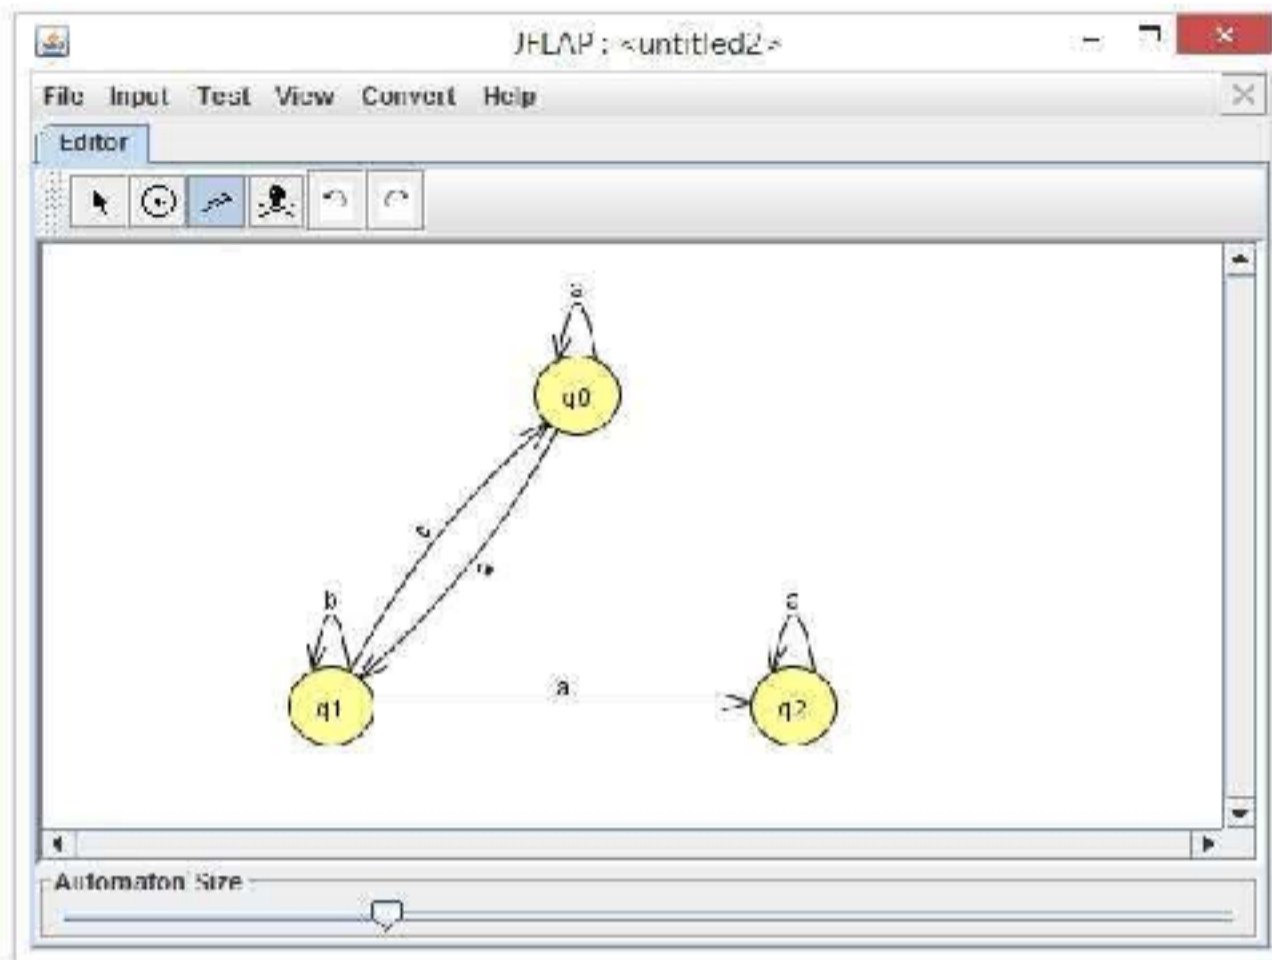 JFLAP : <untitled2>
File Input Test View Convert Help
Editor
a
q0
b
a
q1
a
q2
Automaton Size